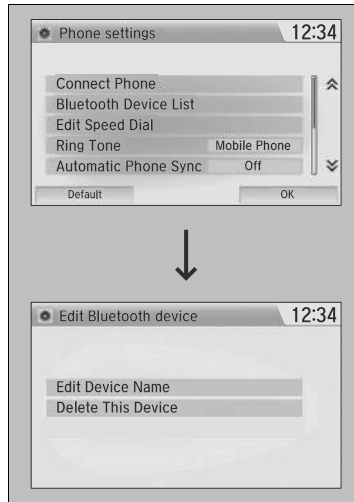 Phone settings 12:34
Connect Phone
Bluetooth Device List
Edit Speed Dial
Ring Tone Mobile Phone
Automatic Phone Sync Off
Default OK
Edit Bluetooth device 12:34
Edit Device Name
Delete This Device